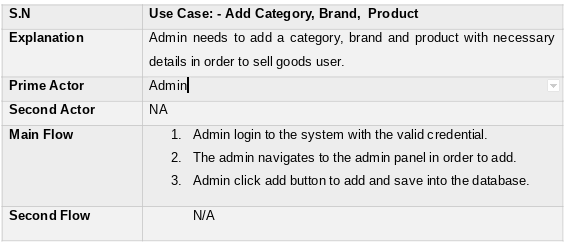 S.N Use Case: - Add Category, Brand, Product
Explanation Admin needs to add a category, brand and product with necessary
details in order to sell goods user.
Prime Actor Admin
Second Actor NA
Main Flow 1. Admin login to the system with the valid credential.
2. The admin navigates to the admin panel in order to add.
3. Admin click add button to add and save into the database.
Second Flow N/A